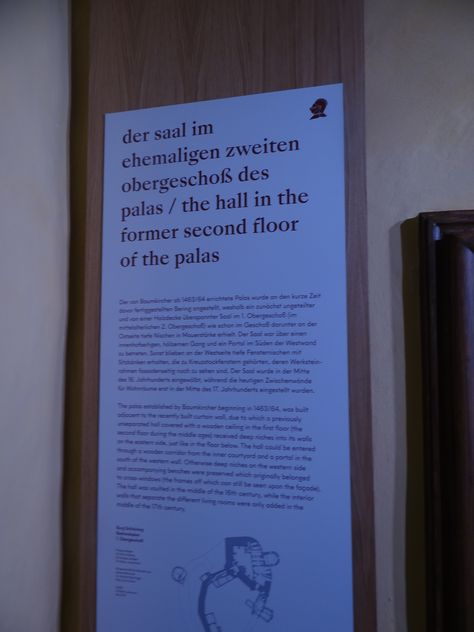 der saal im
ehemaligen zweiten
obergeschoß des
palas / the hall in the
former second floor
of the palas
Der von Baumkircher ab 1463/64 errichtete Palas wurde an den kurze Zeit
davor fertiggestellten Bering angestellt, weshalb ein zunächst ungeteilter
und von einer Holzdecke überspannter Saal im 1. Obergeschoß (im
mittelalterlichen 2. Obergeschoß) wie schon im Geschoß darunter an der
Ostseite tiefe Nischen in Mauerstärke erhielt. Der Saal war über einen
innenhofseitigen, hölzernen Gang und ein Portal im Süden der Westwand
zu betreten. Sonst blieben an der Westseite tiefe Fensternischen mit
Sitzbänken erhalten, die zu Kreuzstockfenstern gehörten, deren Werkstein-
rahmen fassadenseitig noch zu sehen sind. Der Saal wurde in der Mitte
des 16. Jahrhunderts eingewölbt, während die heutigen Zwischenwände
für Wohnräume erst in der Mitte des 17. Jahrhunderts eingestellt wurden.
The palas established by Baumkircher beginning in 1463/64, was built
adjacent to the recently built curtain wall, due to which a previously
unseparated hall covered with a wooden ceiling in the first floor (the
second floor during the middle ages) received deep niches into its walls
on the eastern side, just like in the floor below. The hall could be entered
through a wooden corridor from the inner courtyard and a portal in the
south of the western wall. Otherwise deep niches on the western side
and accompanying benches were preserved which originally belonged
to cross-windows (the frames off which can still be seen upon the façade).
The hall was vaulted in the middle of the 16th century, while the interior
walls that separate the different living rooms were only added in the
middle of the 17th century.
Burg Schlaining
1. Obergeschoß